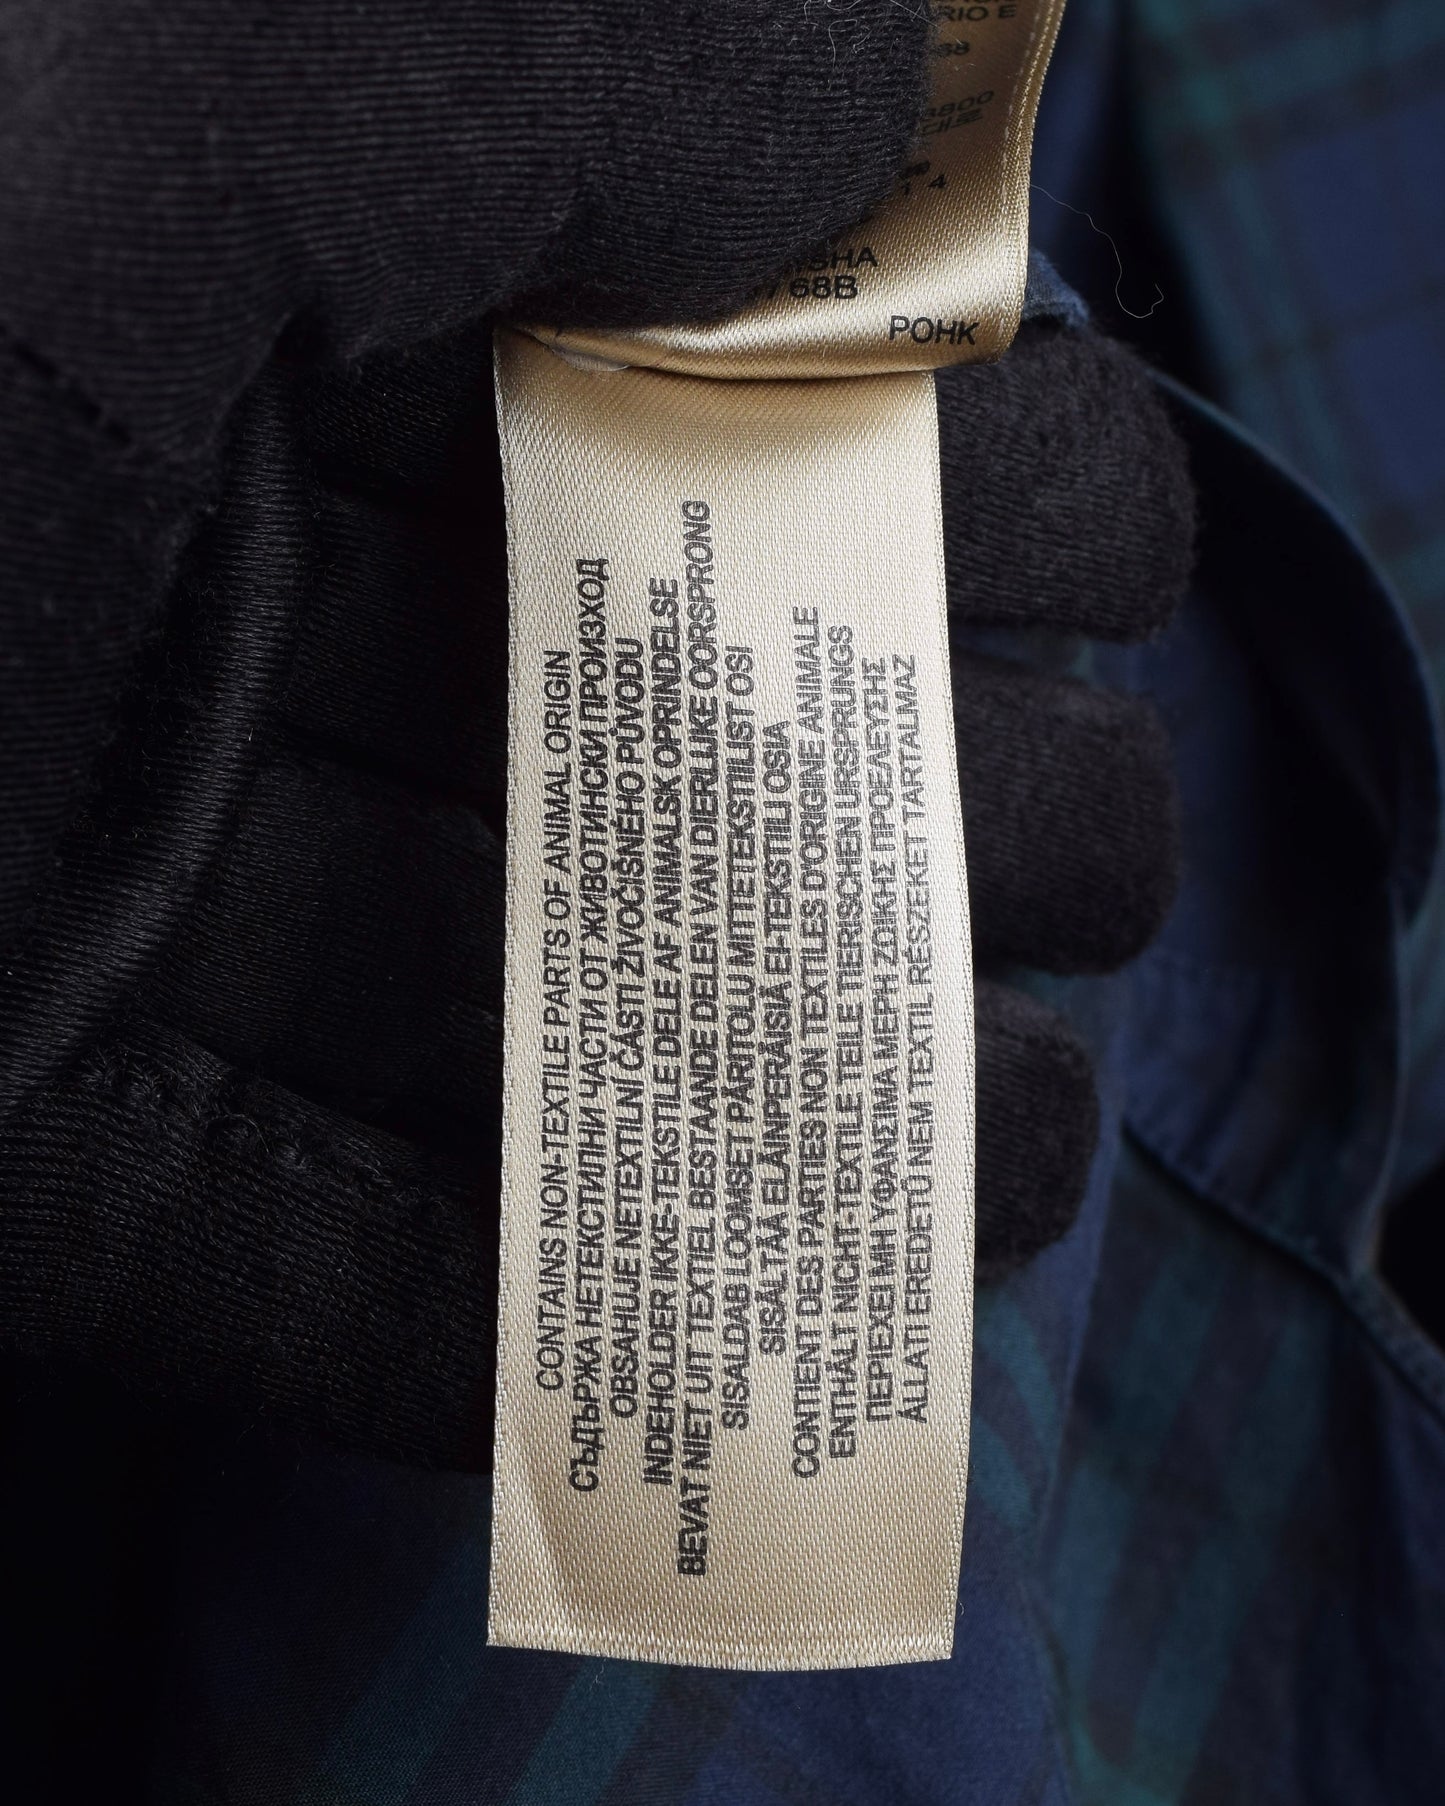 RIO E
68B
POHK
CONTAINS NON-TEXTILE PARTS OF ANIMAL ORIGIN
СЪДЪРЖА НЕТЕКСТИЛНИ ЧАСТИ ОТ ЖИВОТИНСКИ ПРОИЗХОД
OBSAHUJE NETEXTILNÍ ČÁSTI ŽIVOČIŠNÉHO PŮVODU
INDEHOLDER IKKE-TEKSTILE DELE AF ANIMALSK OPRINDELSE
BEVAT NIET UIT TEXTIEL BESTAANDE DELEN VAN DIERLIJKE OORSPRONG
SISALDAB LOOMSET PÄRITOLU MITTETEKSTIILIST OSI
SISÄLTÄÄ ELÄINPERÄISIÄ EI-TEKSTIILI OSIA
CONTIENT DES PARTIES NON TEXTILES D'ORIGINE ANIMALE
ENTHÄLT NICHT-TEXTILE TEILE TIERISCHEN URSPRUNGS
ΠΕΡΙΕΧΕΙ ΜΗ ΥΦΑΝΣΙΜΑ ΜΕΡΗ ΖΩΙΚΗΣ ΠΡΟΕΛΕΥΣΗΣ
ÁLLATI EREDETÛ NEM TEXTIL RÉSZEKET TARTALMAZ